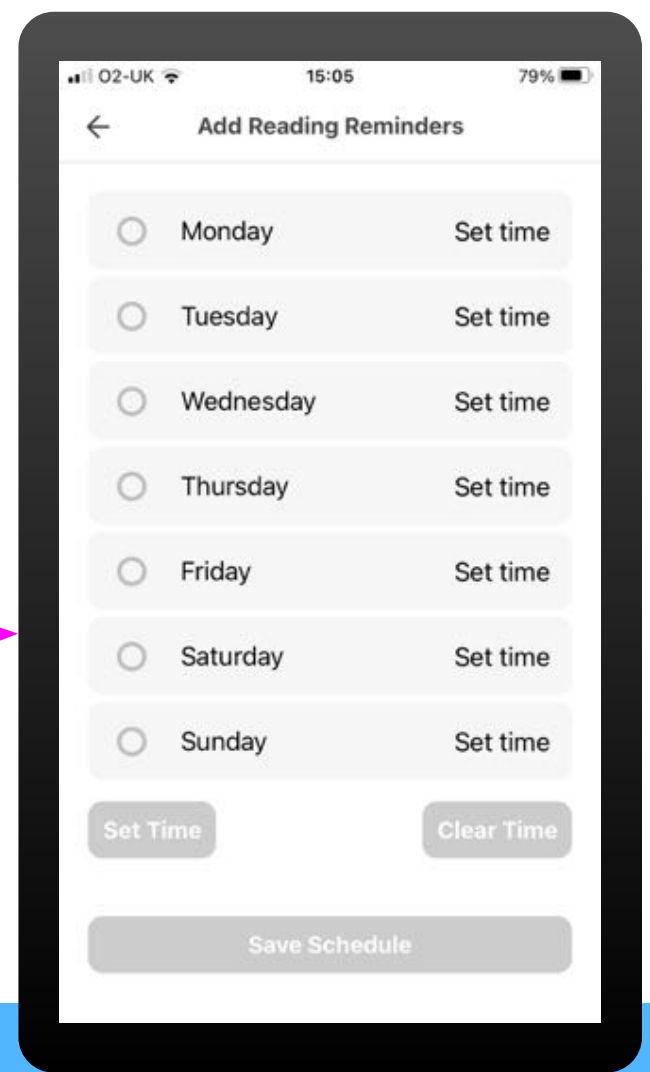 O2-UK 15:05 79%
Add Reading Reminders
Monday Set time
Tuesday Set time
Wednesday Set time
Thursday Set time
Friday Set time
Saturday Set time
Sunday Set time
Set Time Clear Time
Save Schedule